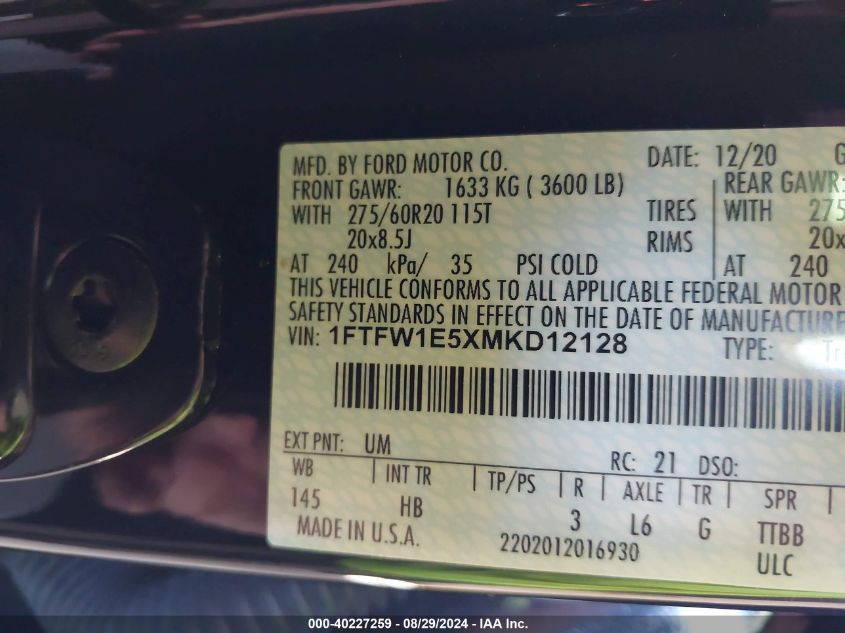 MFD. BY FORD MOTOR CO. DATE: 12/20 G
FRONT GAWR: 1633 KG ( 3600 LB) REAR GAWR:
WITH 275/60R20 115T TIRES WITH 275
20x8.5J RIMS 20x
AT 240 kPa/ 35 PSI COLD AT 240
THIS VEHICLE CONFORMS TO ALL APPLICABLE FEDERAL MOTOR
SAFETY STANDARDS IN EFFECT ON THE DATE OF MANUFACTURE
VIN: 1FTFW1E5XMKD12128 TYPE: Tr
EXT PNT: UM RC: 21 DSO:
WB INT TR TP/PS R AXLE TR SPR
145 HB 3 L6 G TTBB
MADE IN U.S.A. 2202012016930 ULC
000-40227259 - 08/29/2024 - IAA Inc.